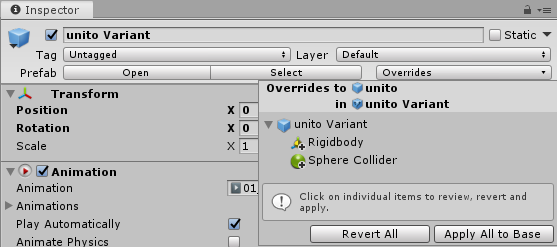 Inspector
unito Variant Static
Tag Untagged Layer Default
Prefab Open Select Overrides
Transform
Position X 0
Rotation X 0
Scale X 1
Animation
Animation 01_
Animations
Play Automatically
Animate Physics
Overrides to unito
in unito Variant
unito Variant
Rigidbody
Sphere Collider
Click on individual items to review, revert and
apply.
Revert All Apply All to Base